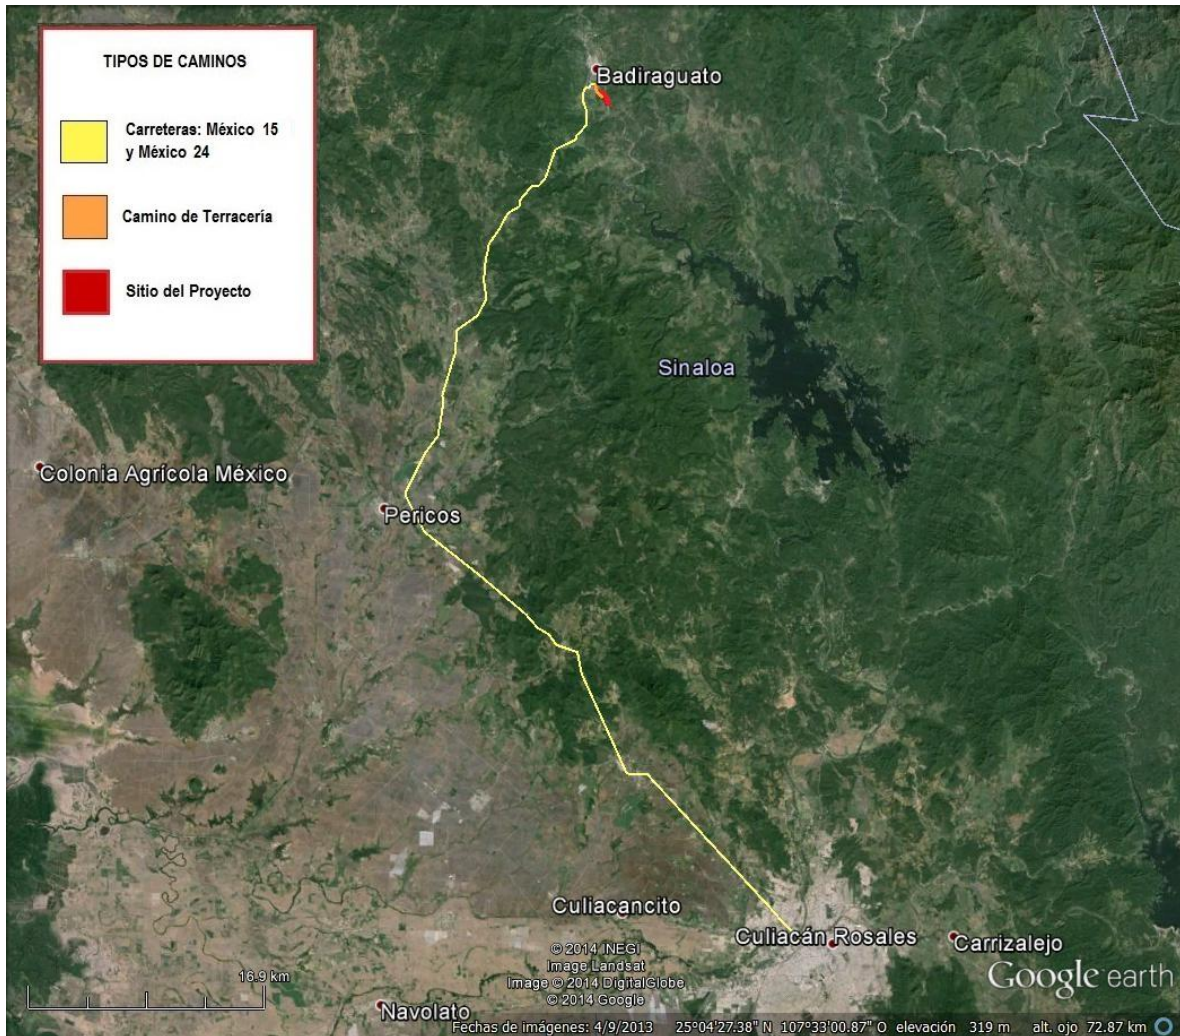 TIPOS DE CAMINOS
Carreteras: México 15
y México 24
Camino de Terracería
Sitio del Proyecto
Badiraguato
Sinaloa
Colonia Agrícola México
Pericos
Culiacancito
Culiacán Rosales
Carrizalejo
© 2014 INEGI
Image Landsat
Image © 2014 DigitalGlobe
© 2014 Google
Google earth
16.9 km
Navolato
Fechas de imágenes: 4/9/2013 25°04'27.38" N 107°33'00.87" O elevación 319 m alt. ojo 72.87 km